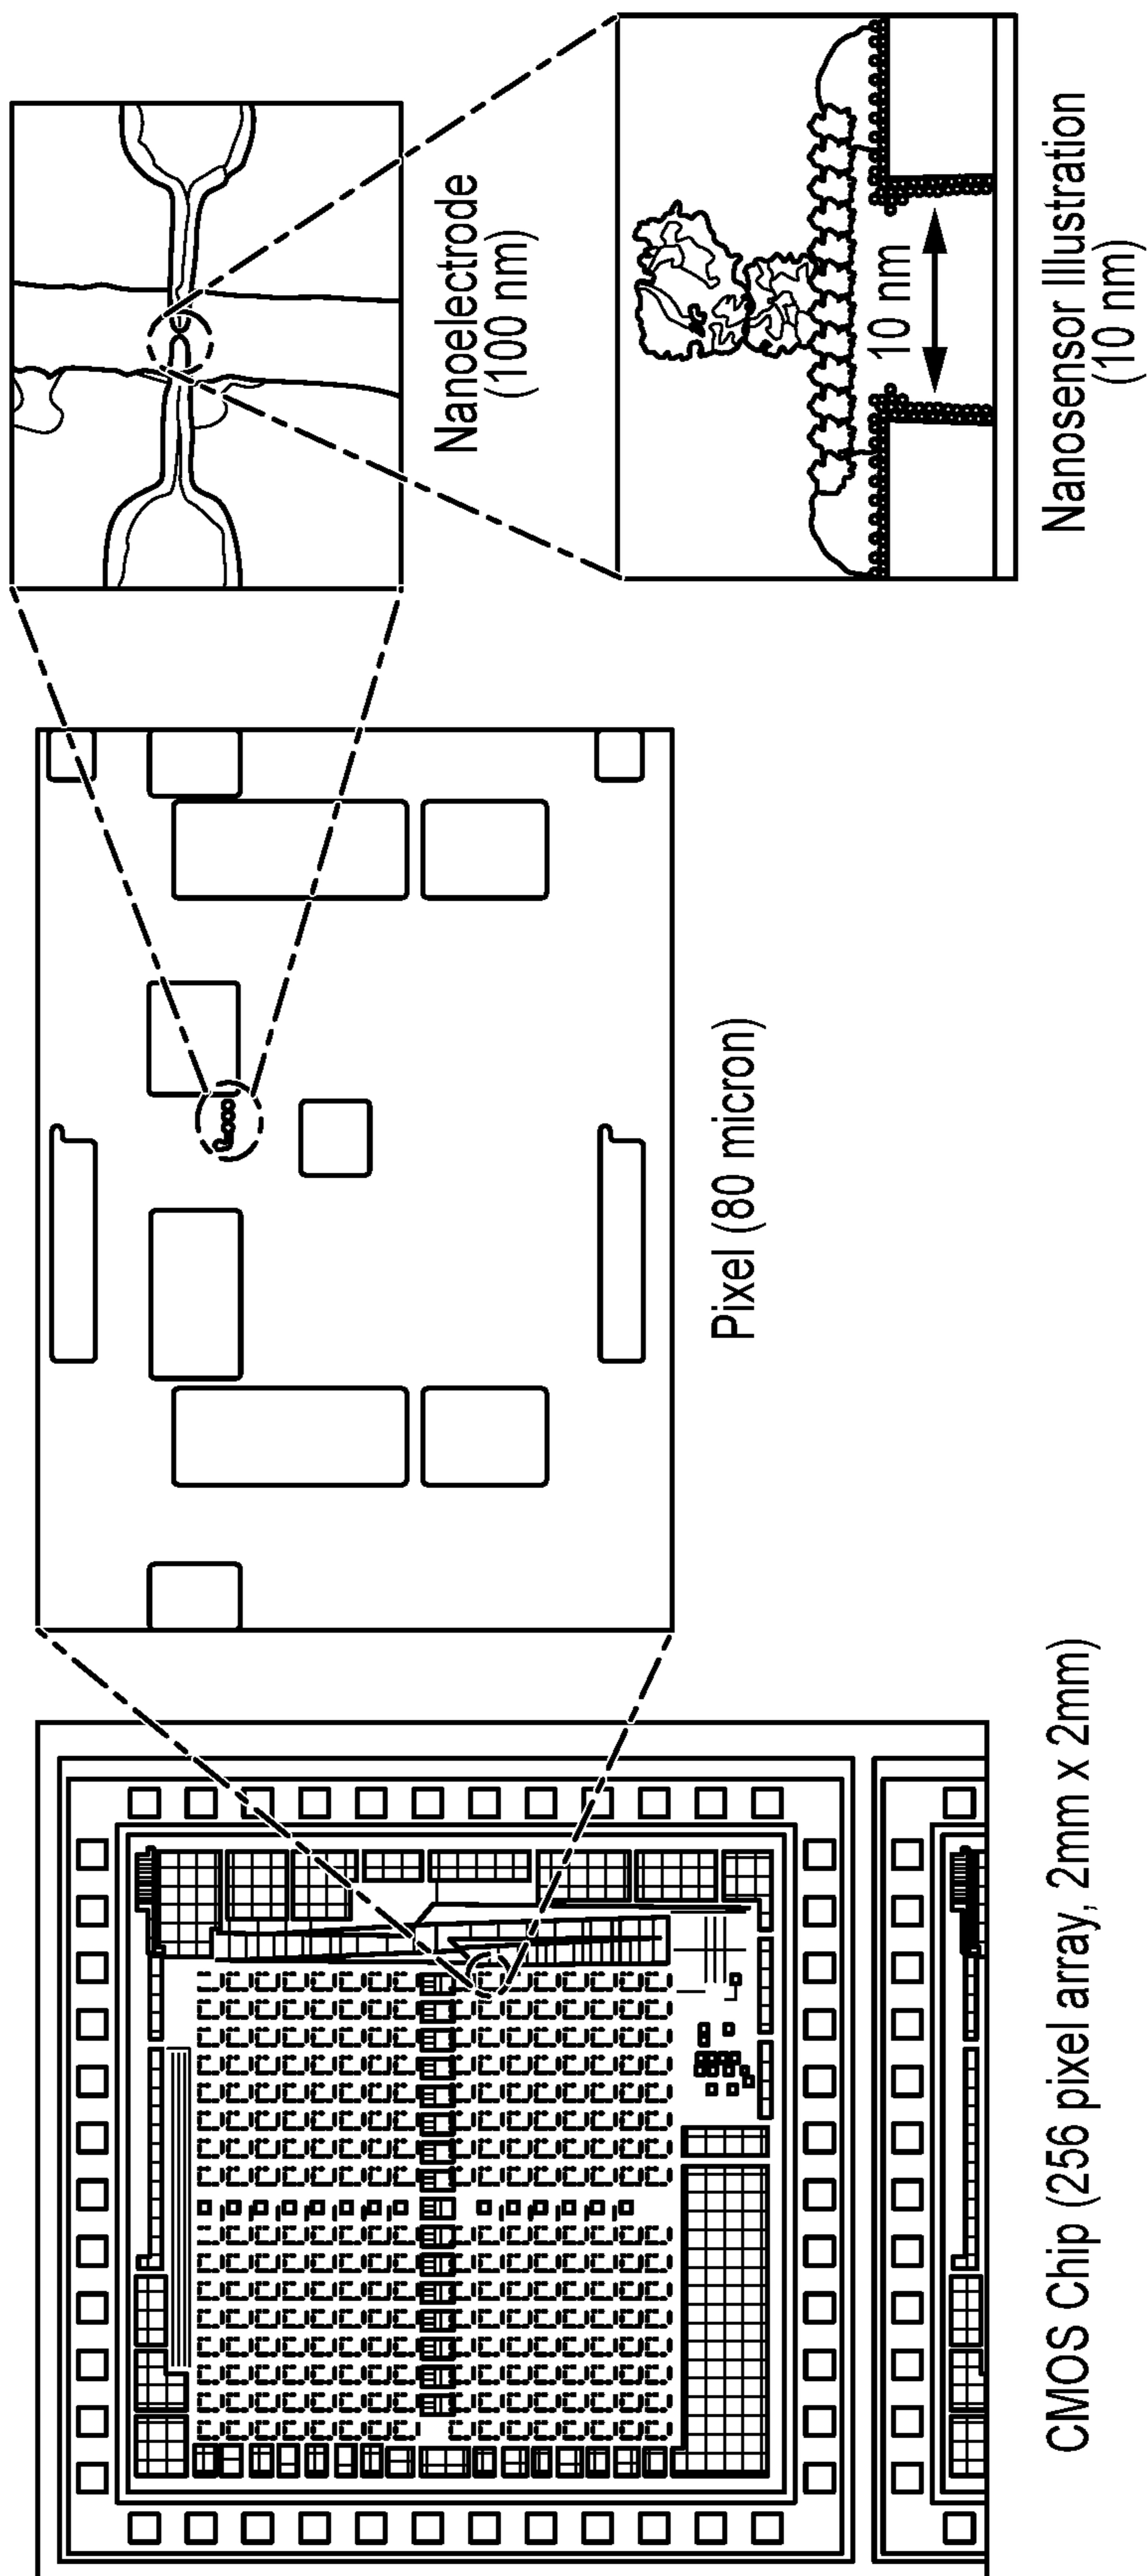 CMOS Chip (256 pixel array, 2mm x 2mm)
Pixel (80 micron)
Nanoelectrode
(100 nm)
10 nm
Nanosensor Illustration
(10 nm)